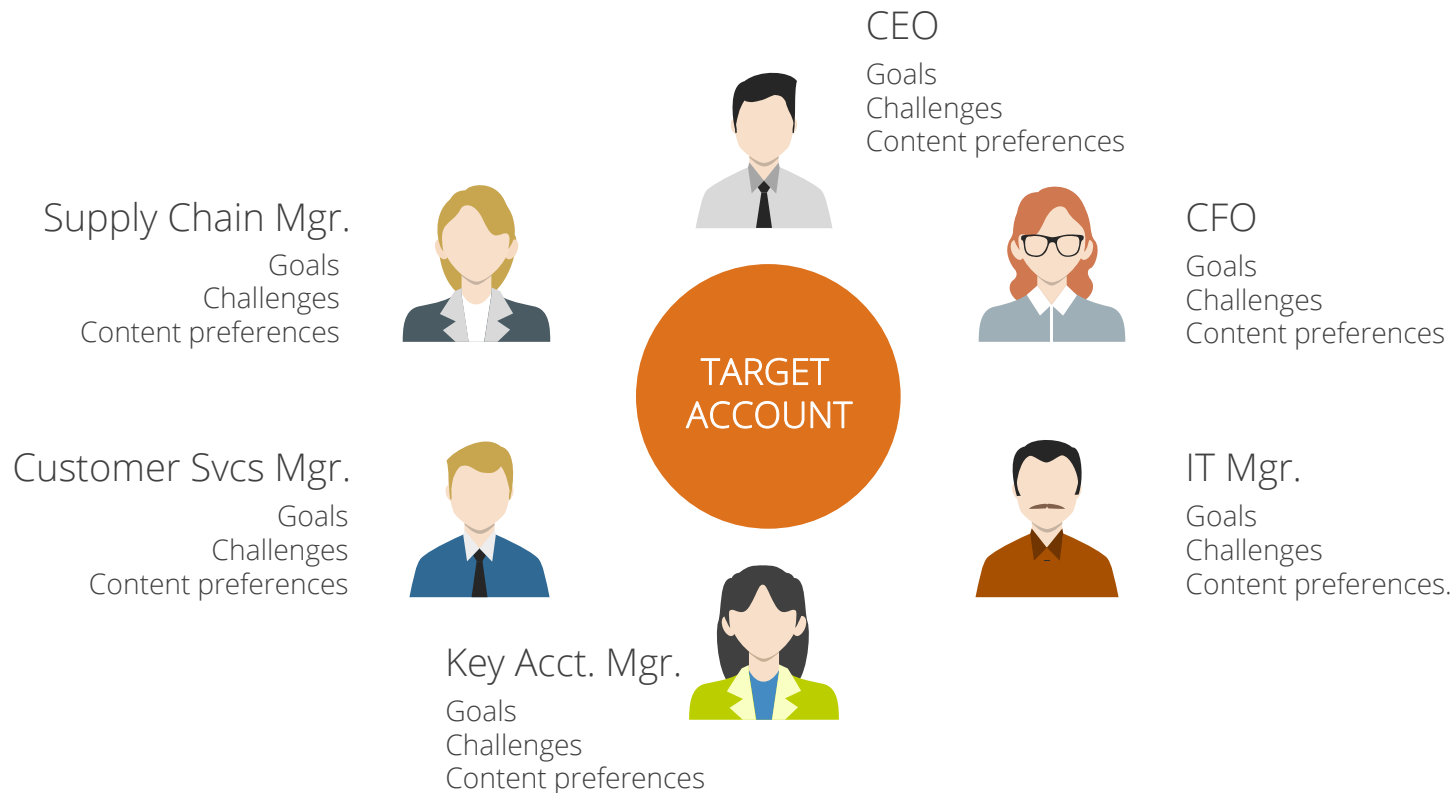 CEO
Goals
Challenges
Content preferences
Supply Chain Mgr.
Goals
Challenges
Content preferences
CFO
Goals
Challenges
Content preferences
TARGET
ACCOUNT
Customer Svcs Mgr.
Goals
Challenges
Content preferences
IT Mgr.
Goals
Challenges
Content preferences.
Key Acct. Mgr.
Goals
Challenges
Content preferences